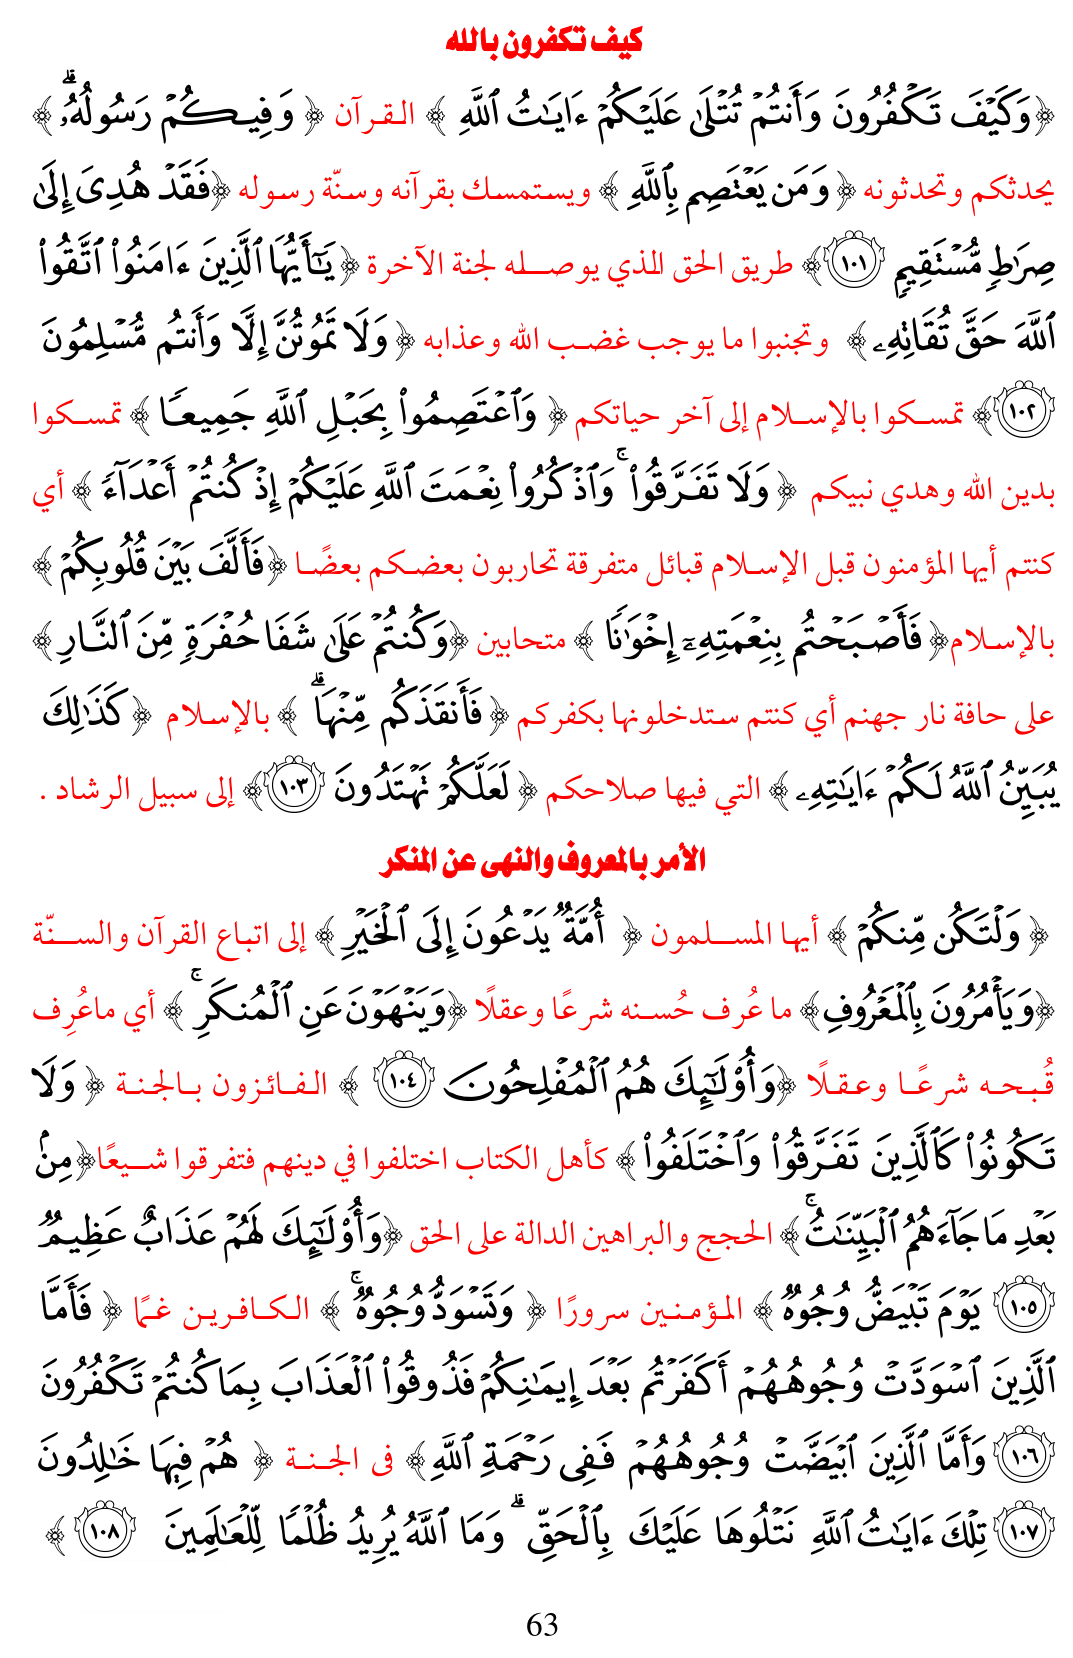 كيف تكفرون بالله
﴿وَكَيۡفَ تَكۡفُرُونَ وَأَنتُمۡ تُتۡلَىٰ عَلَيۡكُمۡ ءَايَٰتُ ٱللَّهِ ﴾ القرآن ﴿ وَفِيكُمۡ رَسُولُهُۥۗ ﴾
يحدثكم وتحدثونه ﴿ وَمَن يَعۡتَصِم بِٱللَّهِ ﴾ ويستمسك بقرآنه وسنّة رسوله ﴿فَقَدۡ هُدِىَ إِلَىٰ
صِرَٰطٖ مُّسۡتَقِيمٖ ١٠١﴾ طريق الحق الذي يوصله لجنة الآخرة ﴿ يَٰٓأَيُّهَا ٱلَّذِينَ ءَامَنُواْ ٱتَّقُواْ
ٱللَّهَ حَقَّ تُقَاتِهِۦ ﴾ وتجنبوا ما يوجب غضب الله وعذابه ﴿ وَلَا تَمُوتُنَّ إِلَّا وَأَنتُم مُّسۡلِمُونَ
١٠٢﴾ تمسكوا بالإسلام إلى آخر حياتكم ﴿ وَٱعۡتَصِمُواْ بِحَبۡلِ ٱللَّهِ جَمِيعٗا ﴾ تمسكوا
بدين الله وهدي نبيكم ﴿ وَلَا تَفَرَّقُواْۚ وَٱذۡكُرُواْ نِعۡمَتَ ٱللَّهِ عَلَيۡكُمۡ إِذۡ كُنتُمۡ أَعۡدَآءٗ ﴾ أي
كنتم أيها المؤمنون قبل الإسلام قبائل متفرقة تحاربون بعضكم بعضًا ﴿فَأَلَّفَ بَيۡنَ قُلُوبِكُمۡ ﴾
بالإسلام﴿ فَأَصۡبَحۡتُم بِنِعۡمَتِهِۦٓ إِخۡوَٰنٗا ﴾ متحابين ﴿وَكُنتُمۡ عَلَىٰ شَفَا حُفۡرَةٖ مِّنَ ٱلنَّارِ ﴾
على حافة نار جهنم أي كنتم ستدخلونها بكفركم ﴿ فَأَنقَذَكُم مِّنۡهَاۗ ﴾ بالإسلام ﴿ كَذَٰلِكَ
يُبَيِّنُ ٱللَّهُ لَكُمۡ ءَايَٰتِهِۦ ﴾ التي فيها صلاحكم ﴿ لَعَلَّكُمۡ تَهۡتَدُونَ ١٠٣﴾ إلى سبيل الرشاد .
الأمر بالمعروف والنهى عن المنكر
﴿ وَلۡتَكُن مِّنكُمۡ ﴾ أيها المسلمون ﴿ أُمَّةٞ يَدۡعُونَ إِلَى ٱلۡخَيۡرِ ﴾ إلى اتباع القرآن والسنّة
﴿وَيَأۡمُرُونَ بِٱلۡمَعۡرُوفِ﴾ ما عُرف حُسنه شرعًا وعقلًا ﴿وَيَنۡهَوۡنَ عَنِ ٱلۡمُنكَرِۚ ﴾ أي ماعُرِف
قُبحه شرعًا وعقلًا ﴿وَأُوْلَٰٓئِكَ هُمُ ٱلۡمُفۡلِحُونَ ١٠٤ ﴾ الفائزون بالجنة ﴿ وَلَا
تَكُونُواْ كَٱلَّذِينَ تَفَرَّقُواْ وَٱخۡتَلَفُواْ ﴾ كأهل الكتاب اختلفوا في دينهم فتفرقوا شيعًا﴿مِنۢ
بَعۡدِ مَا جَآءَهُمُ ٱلۡبَيِّنَٰتُۚ ﴾ الحجج والبراهين الدالة على الحق ﴿وَأُوْلَٰٓئِكَ لَهُمۡ عَذَابٌ عَظِيمٞ
١٠٥ يَوۡمَ تَبۡيَضُّ وُجُوهٞ ﴾ المؤمنين سرورًا ﴿ وَتَسۡوَدُّ وُجُوهٞۚ ﴾ الكافرين غمًا ﴿ فَأَمَّا
ٱلَّذِينَ ٱسۡوَدَّتۡ وُجُوهُهُمۡ أَكَفَرۡتُم بَعۡدَ إِيمَٰنِكُمۡ فَذُوقُواْ ٱلۡعَذَابَ بِمَا كُنتُمۡ تَكۡفُرُونَ
١٠٦ وَأَمَّا ٱلَّذِينَ ٱبۡيَضَّتۡ وُجُوهُهُمۡ فَفِى رَحۡمَةِ ٱللَّهِ﴾ فى الجنة ﴿ هُمۡ فِيهَا خَٰلِدُونَ
١٠٧ تِلۡكَ ءَايَٰتُ ٱللَّهِ نَتۡلُوهَا عَلَيۡكَ بِٱلۡحَقِّۗ وَمَا ٱللَّهُ يُرِيدُ ظُلۡمٗا لِّلۡعَٰلَمِينَ ١٠٨ ﴾
63